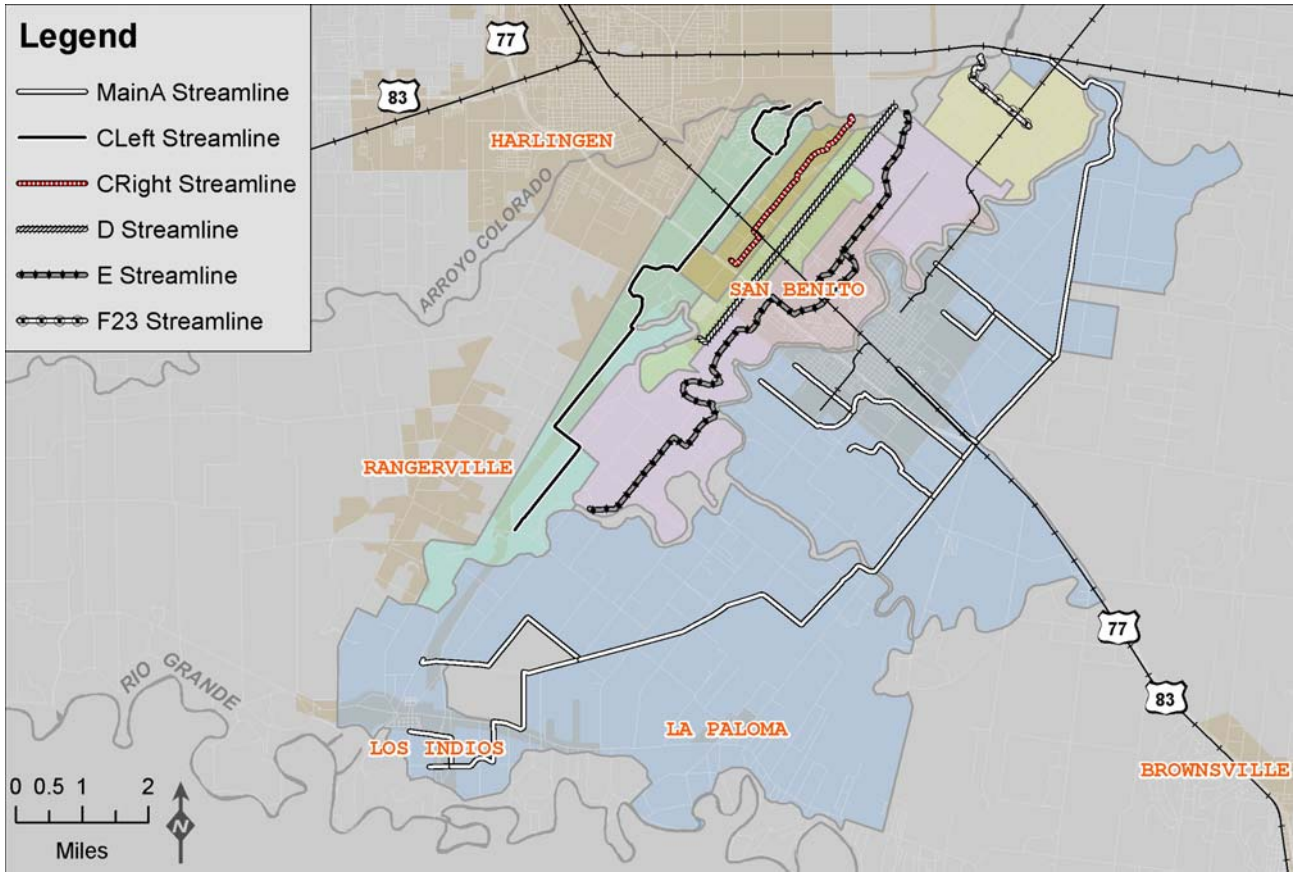 Legend
MainA Streamline
CLeft Streamline
CRight Streamline
D Streamline
E Streamline
F23 Streamline
77
83
HARLINGEN
ARROYO COLORADO
SAN BENITO
RANGERVILLE
RIO GRANDE
LOS INDIOS
LA PALOMA
77
83
BROWNSVILLE
0 0.5 1 2
Miles
N